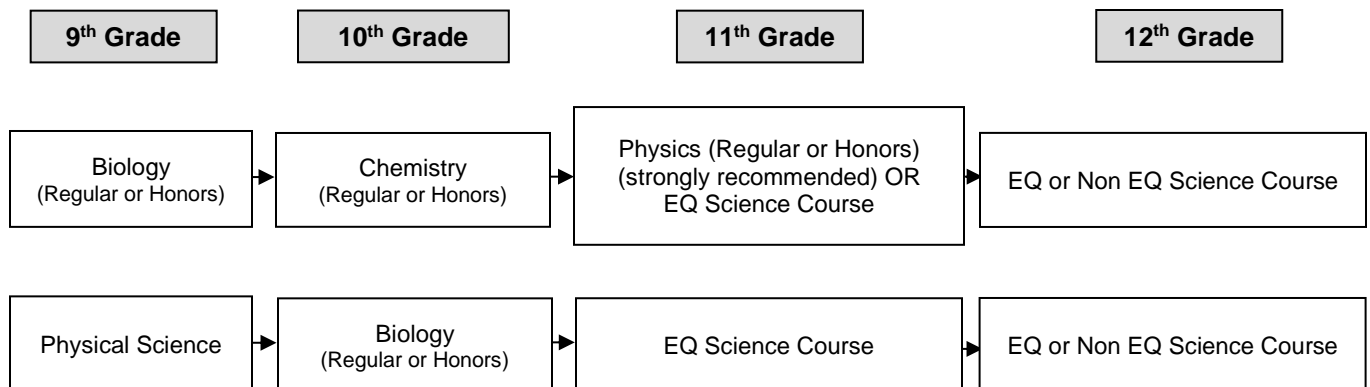 9th Grade
10th Grade
11th Grade
12th Grade
Biology
(Regular or Honors)
Chemistry
(Regular or Honors)
Physics (Regular or Honors)
(strongly recommended) OR
EQ Science Course
EQ or Non EQ Science Course
Physical Science
Biology
(Regular or Honors)
EQ Science Course
EQ or Non EQ Science Course